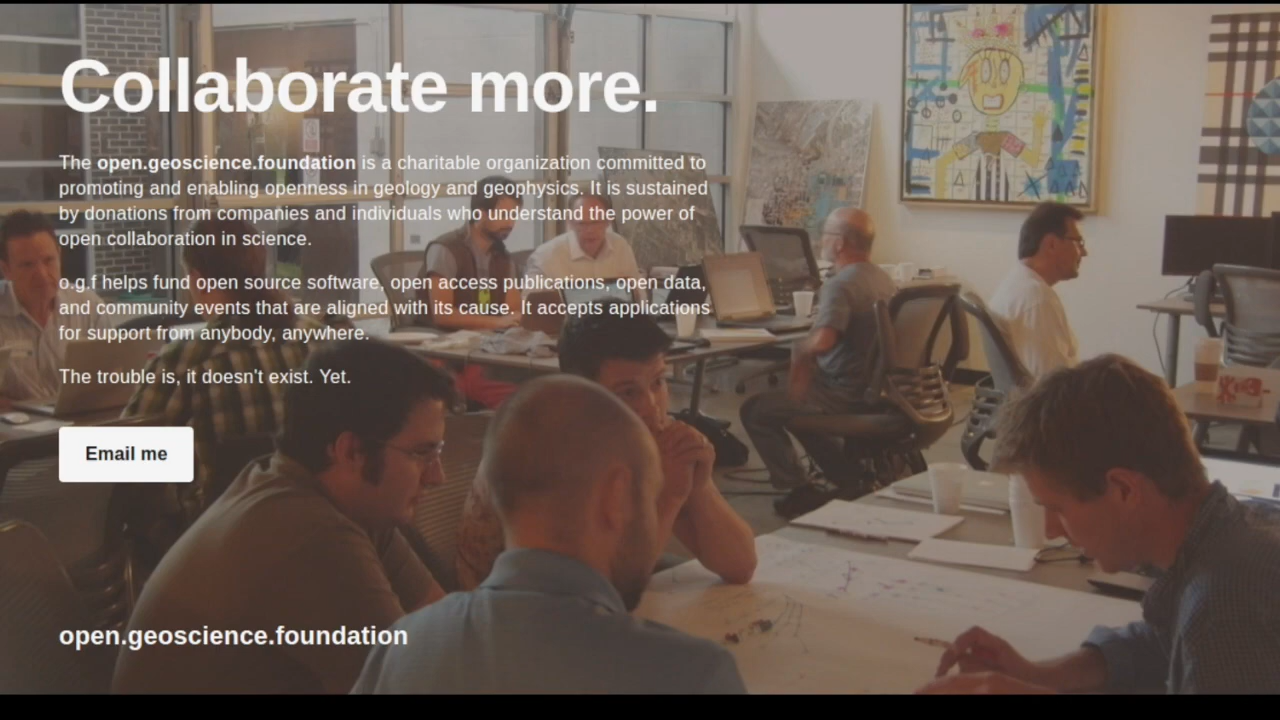 Collaborate more.
The open.geoscience.foundation is a charitable organization committed to
promoting and enabling openness in geology and geophysics. It is sustained
by donations from companies and individuals who understand the power of
open collaboration in science.
o.g.f helps fund open source software, open access publications, open data,
and community events that are aligned with its cause. It accepts applications
for support from anybody, anywhere.
The trouble is, it doesn't exist. Yet.
Email me
open.geoscience.foundation